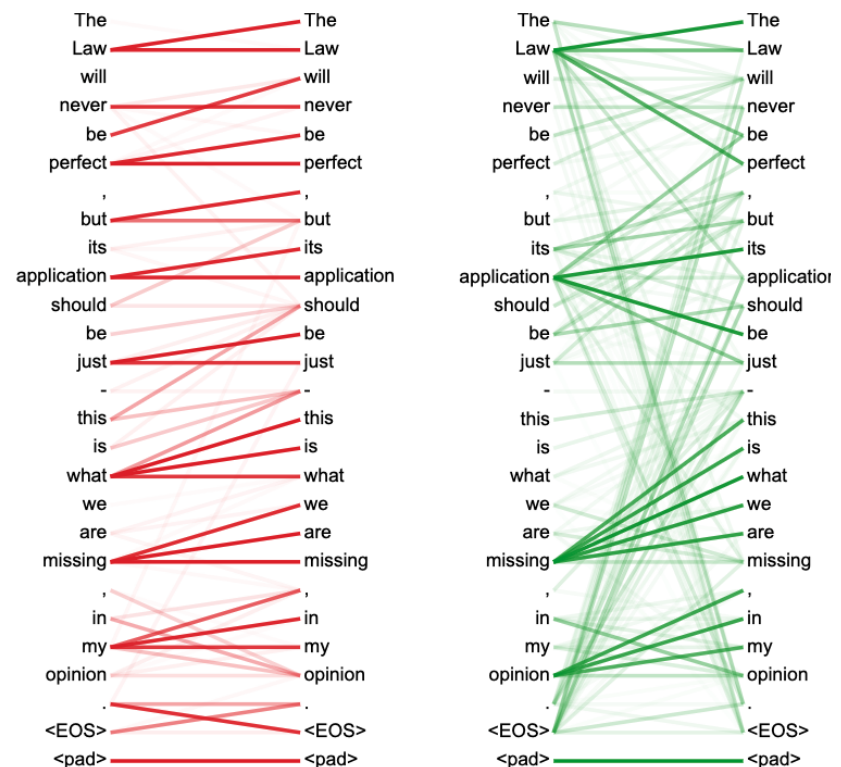 The The The The
Law Law Law Law
will will will will
never never never never
be be be be
perfect perfect perfect perfect
, , , ,
but but but but
its its its its
application application application application
should should should should
be be be be
just just just just
- - - -
this this this this
is is is is
what what what what
we we we we
are are are are
missing missing missing missing
, , , ,
in in in in
my my my my
opinion opinion opinion opinion
. . . .
<EOS> <EOS> <EOS> <EOS>
<pad> <pad> <pad> <pad>